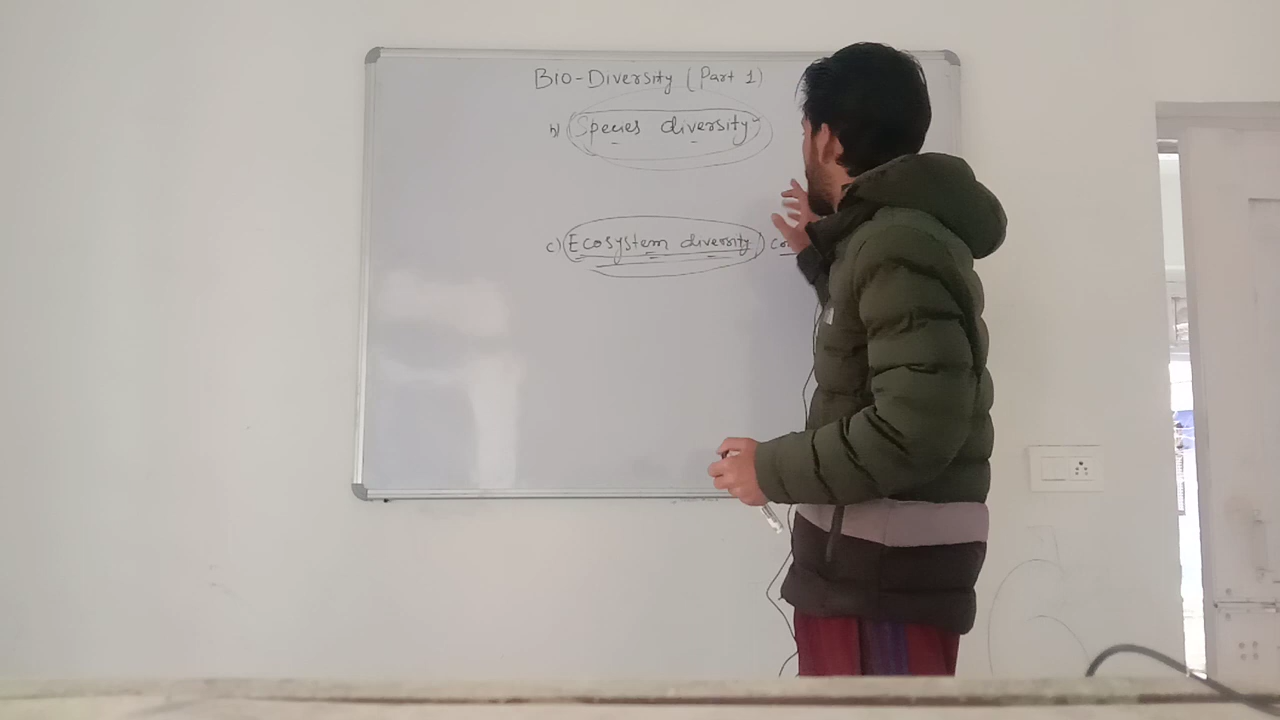 Bio-Diversity (Part 1)
b) Species diversity
c) Ecosystem diversity